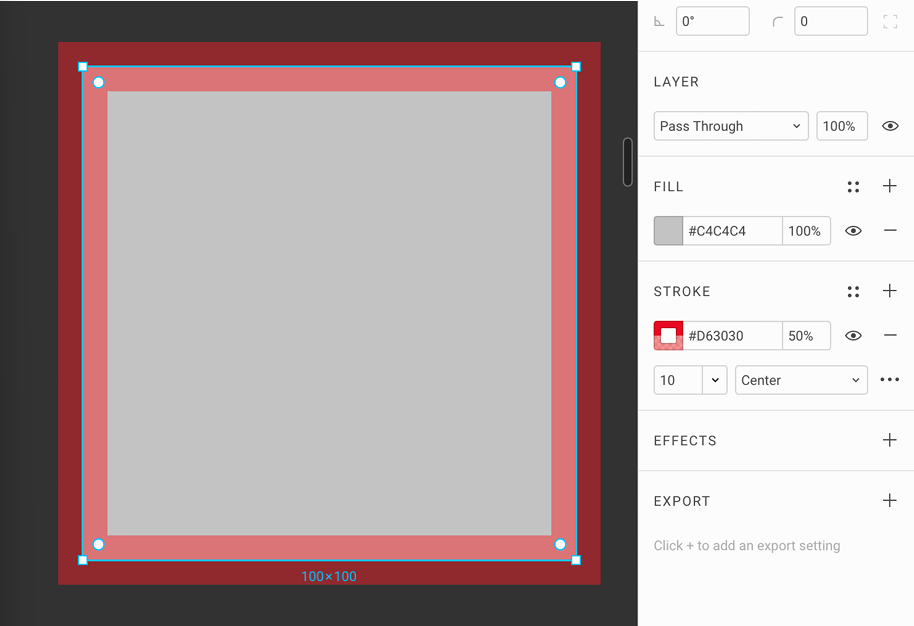 0°
0
LAYER
Pass Through
100%
FILL
#C4C4C4
100%
STROKE
#D63030
50%
10
Center
EFFECTS
EXPORT
Click + to add an export setting
100×100